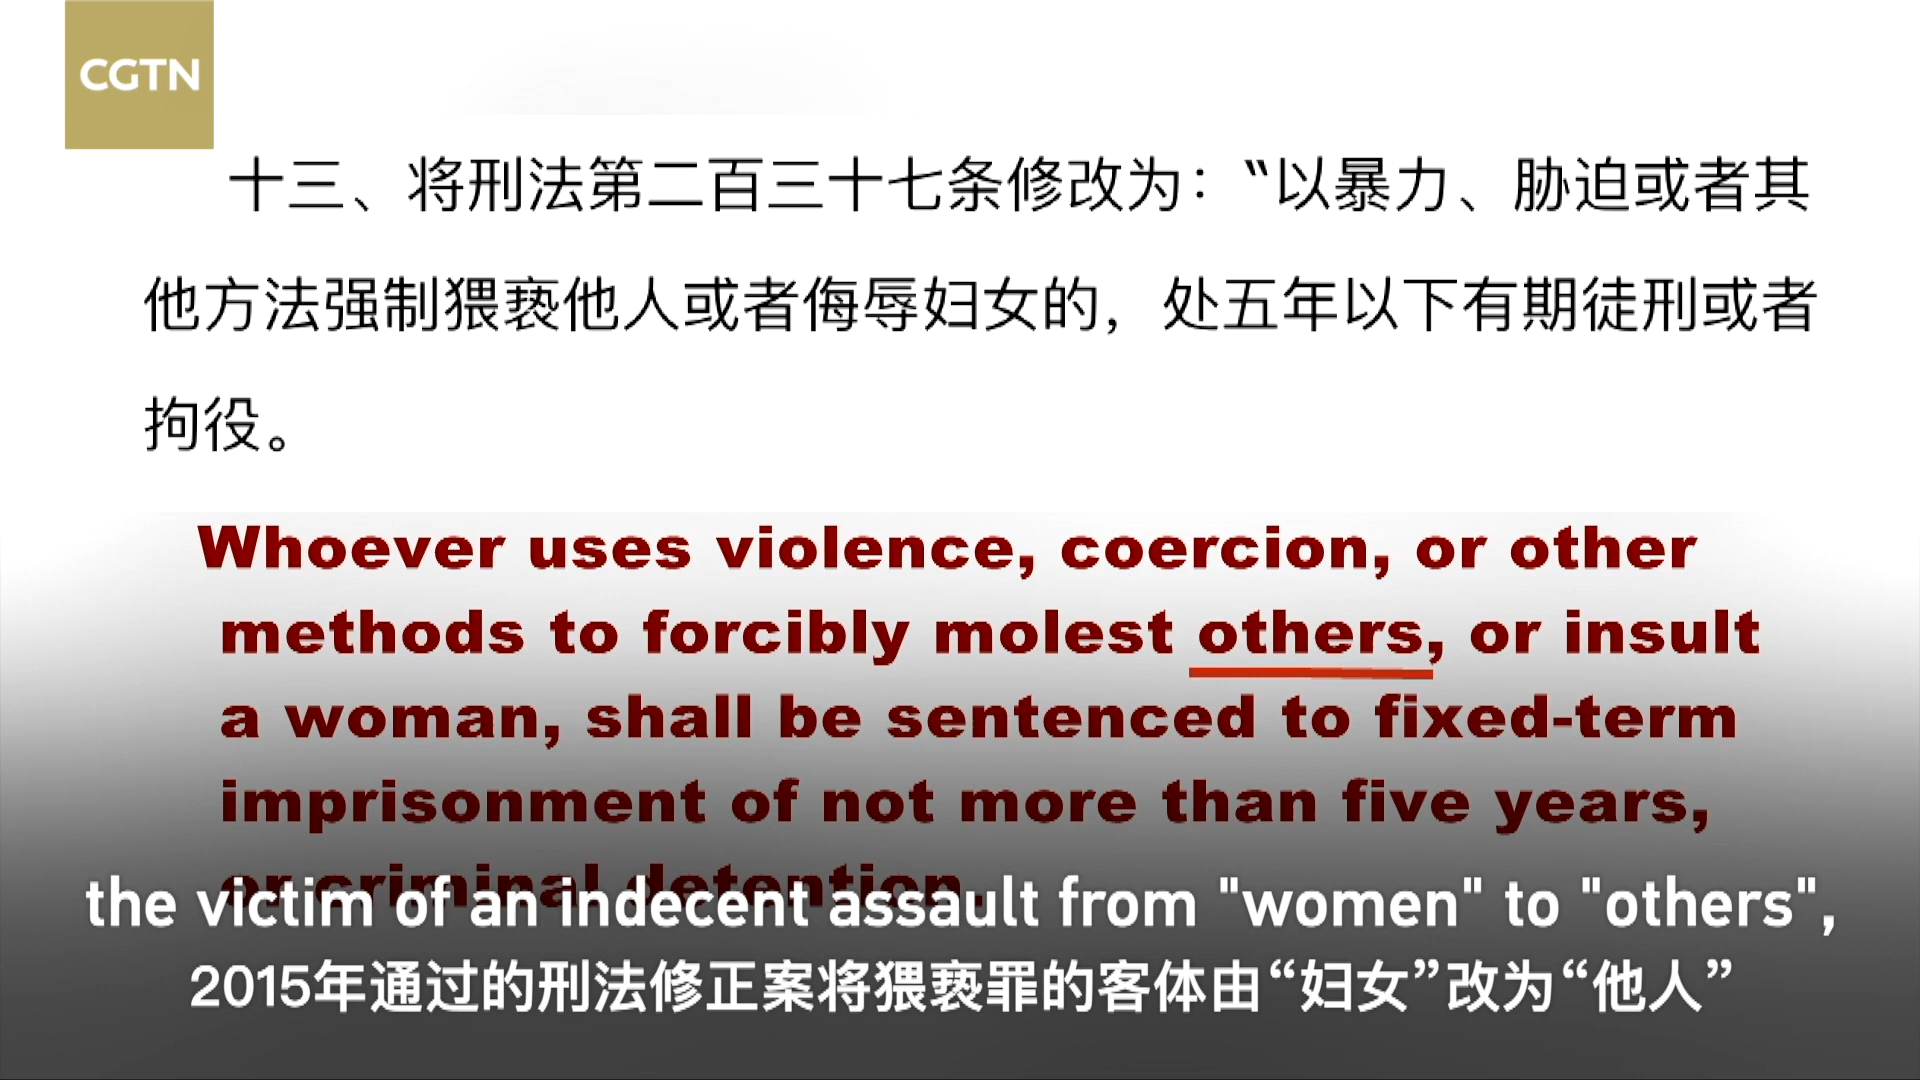 CGTN
十三、将刑法第二百三十七条修改为：“以暴力、胁迫或者其
他方法强制猥亵他人或者侮辱妇女的，处五年以下有期徒刑或者
拘役。
Whoever uses violence, coercion, or other
methods to forcibly molest others, or insult
a woman, shall be sentenced to fixed-term
imprisonment of not more than five years,
or criminal detention.
the victim of an indecent assault from "women" to "others",
2015年通过的刑法修正案将猥亵罪的客体由“妇女”改为“他人”